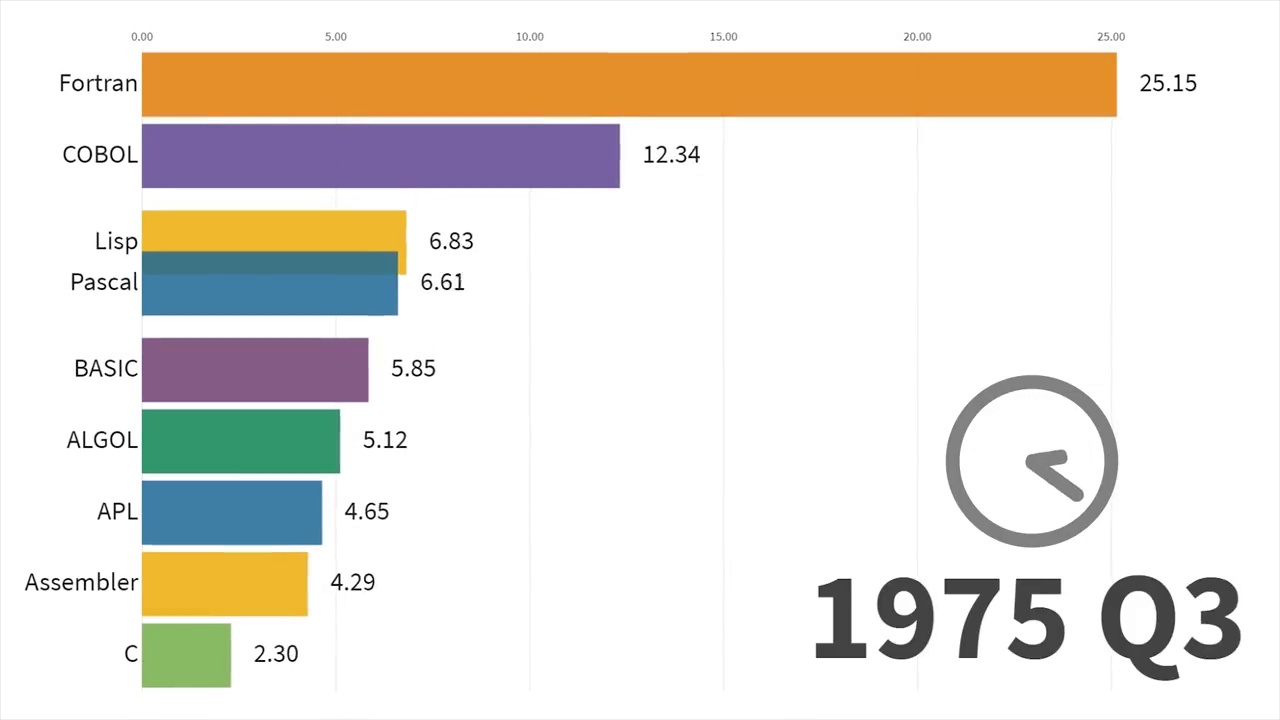 0.00 5.00 10.00 15.00 20.00 25.00
Fortran 25.15
COBOL 12.34
Lisp 6.83
Pascal 6.61
BASIC 5.85
ALGOL 5.12
APL 4.65
Assembler 4.29
C 2.30
1975 Q3